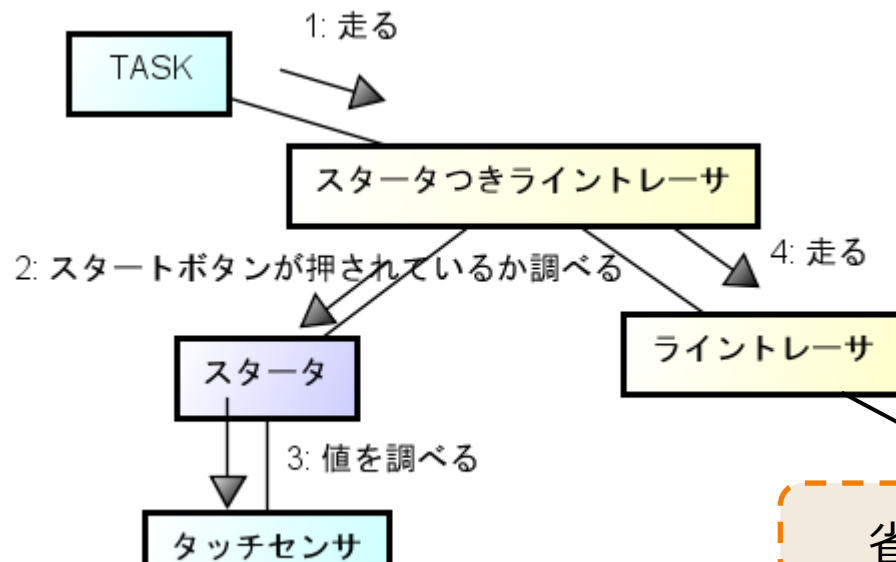 1: 走る
TASK
スタータつきライントレーサ
2: スタートボタンが押されているか調べる
4: 走る
ライントレーサ
スタータ
3: 値を調べる
タッチセンサ